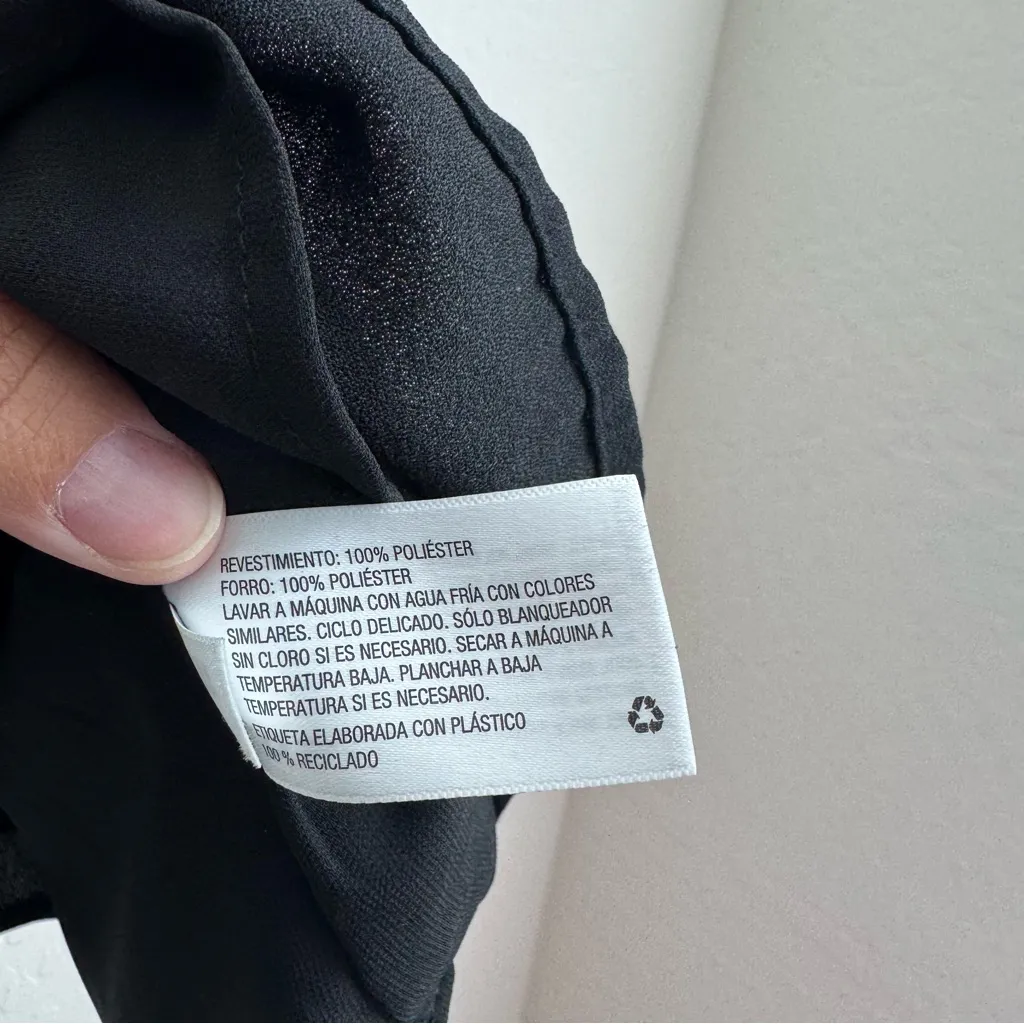 REVESTIMIENTO: 100% POLIÉSTER
FORRO: 100% POLIÉSTER
LAVAR A MÁQUINA CON AGUA FRÍA CON COLORES
SIMILARES. CICLO DELICADO. SÓLO BLANQUEADOR
SIN CLORO SI ES NECESARIO. SECAR A MÁQUINA A
TEMPERATURA BAJA. PLANCHAR A BAJA
TEMPERATURA SI ES NECESARIO.
ETIQUETA ELABORADA CON PLÁSTICO
100 % RECICLADO